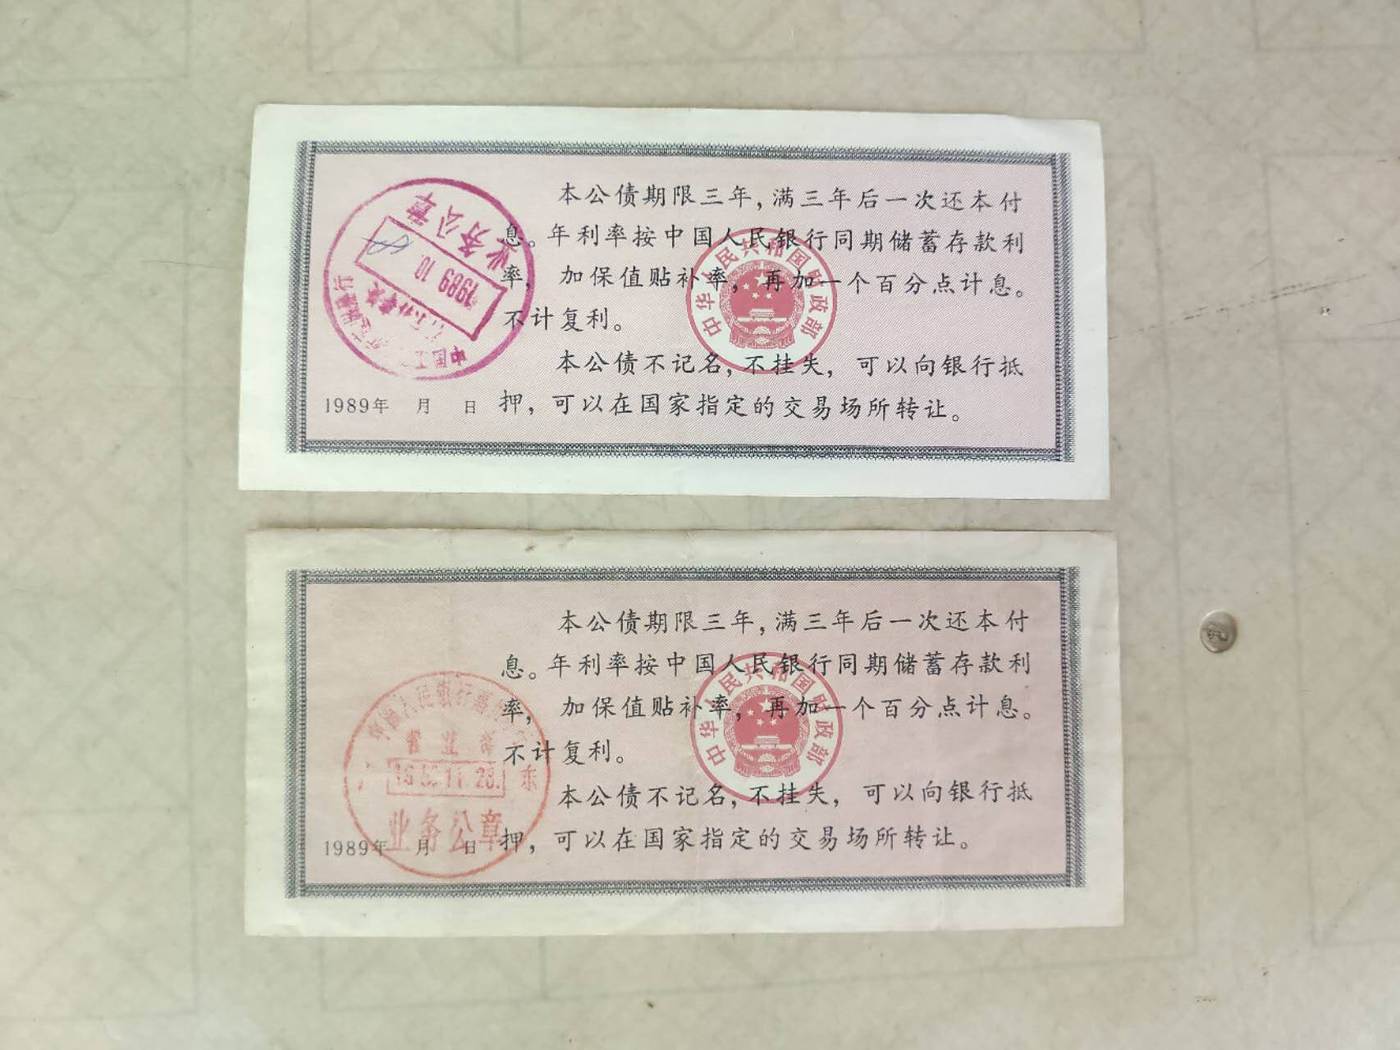 本公债期限三年，满三年后一次还本付
息。年利率按中国人民银行同期储蓄存款利
率，加保值贴补率，再加一个百分点计息。
不计复利。
本公债不记名，不挂失，可以向银行抵
押，可以在国家指定的交易场所转让。
1989年 月 日
中华人民共和国财政部
1989 10
业务公章
本公债期限三年，满三年后一次还本付
息。年利率按中国人民银行同期储蓄存款利
率，加保值贴补率，再加一个百分点计息。
不计复利。
本公债不记名，不挂失，可以向银行抵
押，可以在国家指定的交易场所转让。
1989年 月 日
中华人民共和国财政部
业务公章